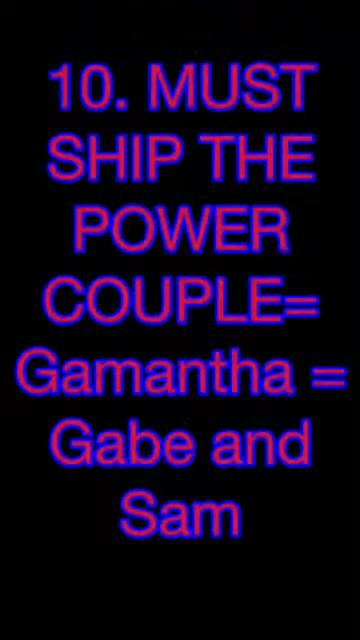 10. MUST
SHIP THE
POWER
COUPLE=
Gamantha =
Gabe and
Sam